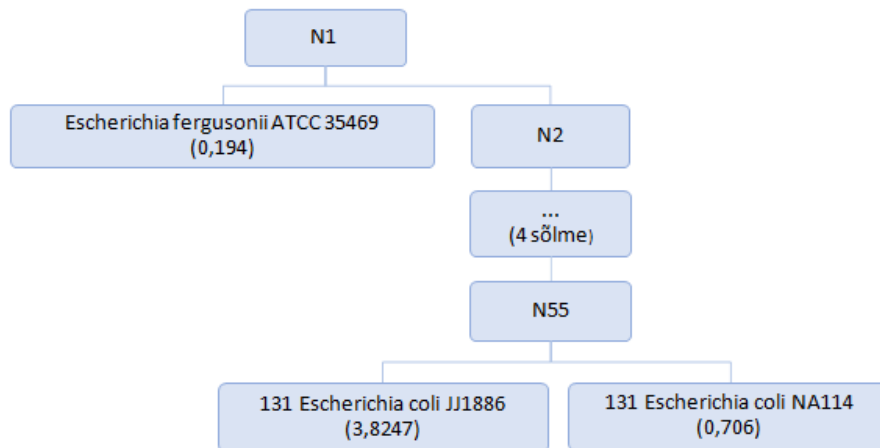 N1
Escherichia fergusonii ATCC 35469
(0,194)
N2
...
(4 sõlme)
N55
131 Escherichia coli JJ1886
(3,8247)
131 Escherichia coli NA114
(0,706)